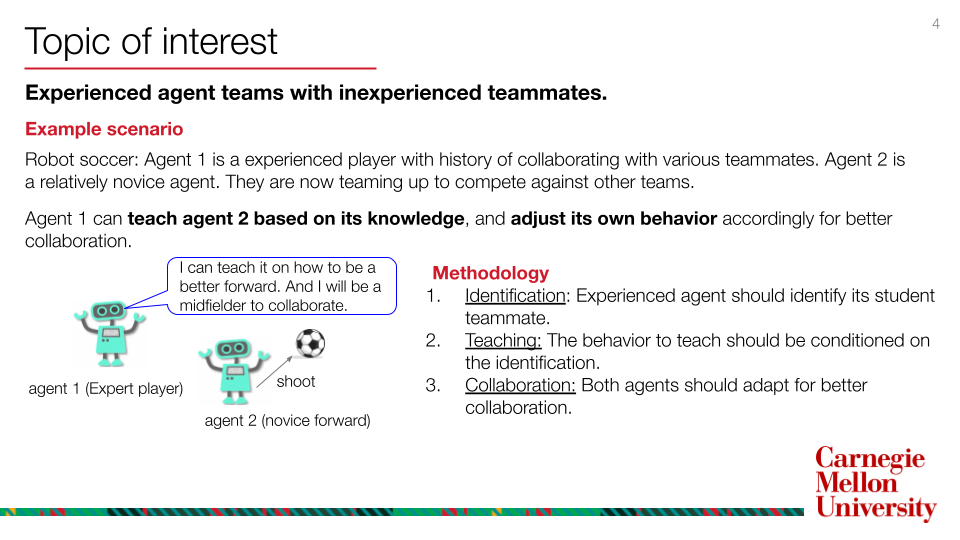 4
Topic of interest
Experienced agent teams with inexperienced teammates.
Example scenario
Robot soccer: Agent 1 is a experienced player with history of collaborating with various teammates. Agent 2 is
a relatively novice agent. They are now teaming up to compete against other teams.
Agent 1 can teach agent 2 based on its knowledge, and adjust its own behavior accordingly for better
collaboration.
I can teach it on how to be a
better forward. And I will be a
midfielder to collaborate.
agent 1 (Expert player)
shoot
agent 2 (novice forward)
Methodology
1. Identification: Experienced agent should identify its student
teammate.
2. Teaching: The behavior to teach should be conditioned on
the identification.
3. Collaboration: Both agents should adapt for better
collaboration.
Carnegie
Mellon
University